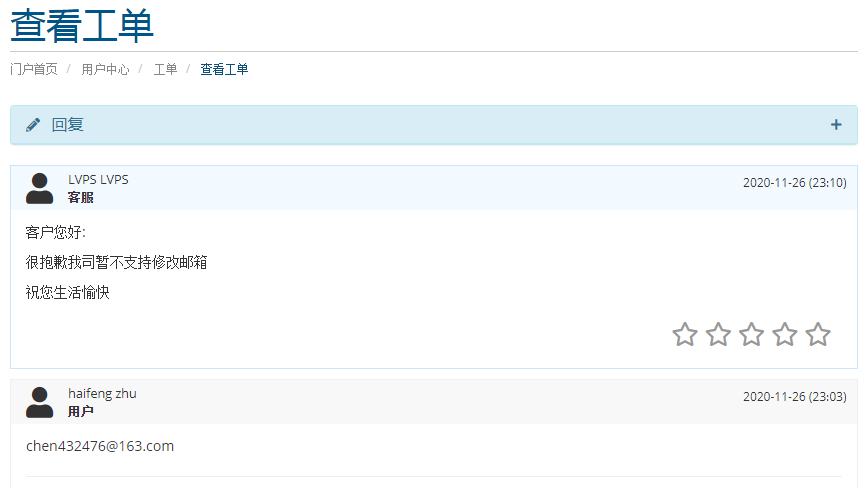 查看工单
门户首页 / 用户中心 / 工单 / 查看工单
回复 +
LVPS LVPS 2020-11-26 (23:10)
客服
客户您好:
很抱歉我司暂不支持修改邮箱
祝您生活愉快
haifeng zhu 2020-11-26 (23:03)
用户
chen432476@163.com